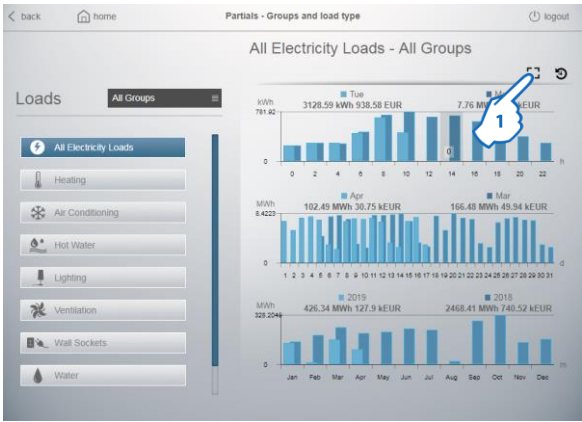 back
home
Partials - Groups and load type
logout
All Electricity Loads - All Groups
Loads
All Groups
All Electricity Loads
Heating
Air Conditioning
Hot Water
Lighting
Ventilation
Wall Sockets
Water
1
kWh
Tue
3128.59 kWh 938.58 EUR
7.76 kEUR
781.92
0
0
0 2 4 6 8 10 12 14 16 18 20 22 h
MWh
Apr Mar
102.49 MWh 30.75 kEUR 166.48 MWh 49.94 kEUR
8.4223
0
1 2 3 4 5 6 7 8 9 10 11 12 13 14 15 16 17 18 19 20 21 22 23 24 25 26 27 28 29 30 31 d
MWh
2019 2018
426.34 MWh 127.9 kEUR 2468.41 MWh 740.52 kEUR
328.2049
0
Jan Feb Mar Apr May Jun Jul Aug Sep Oct Nov Dec m